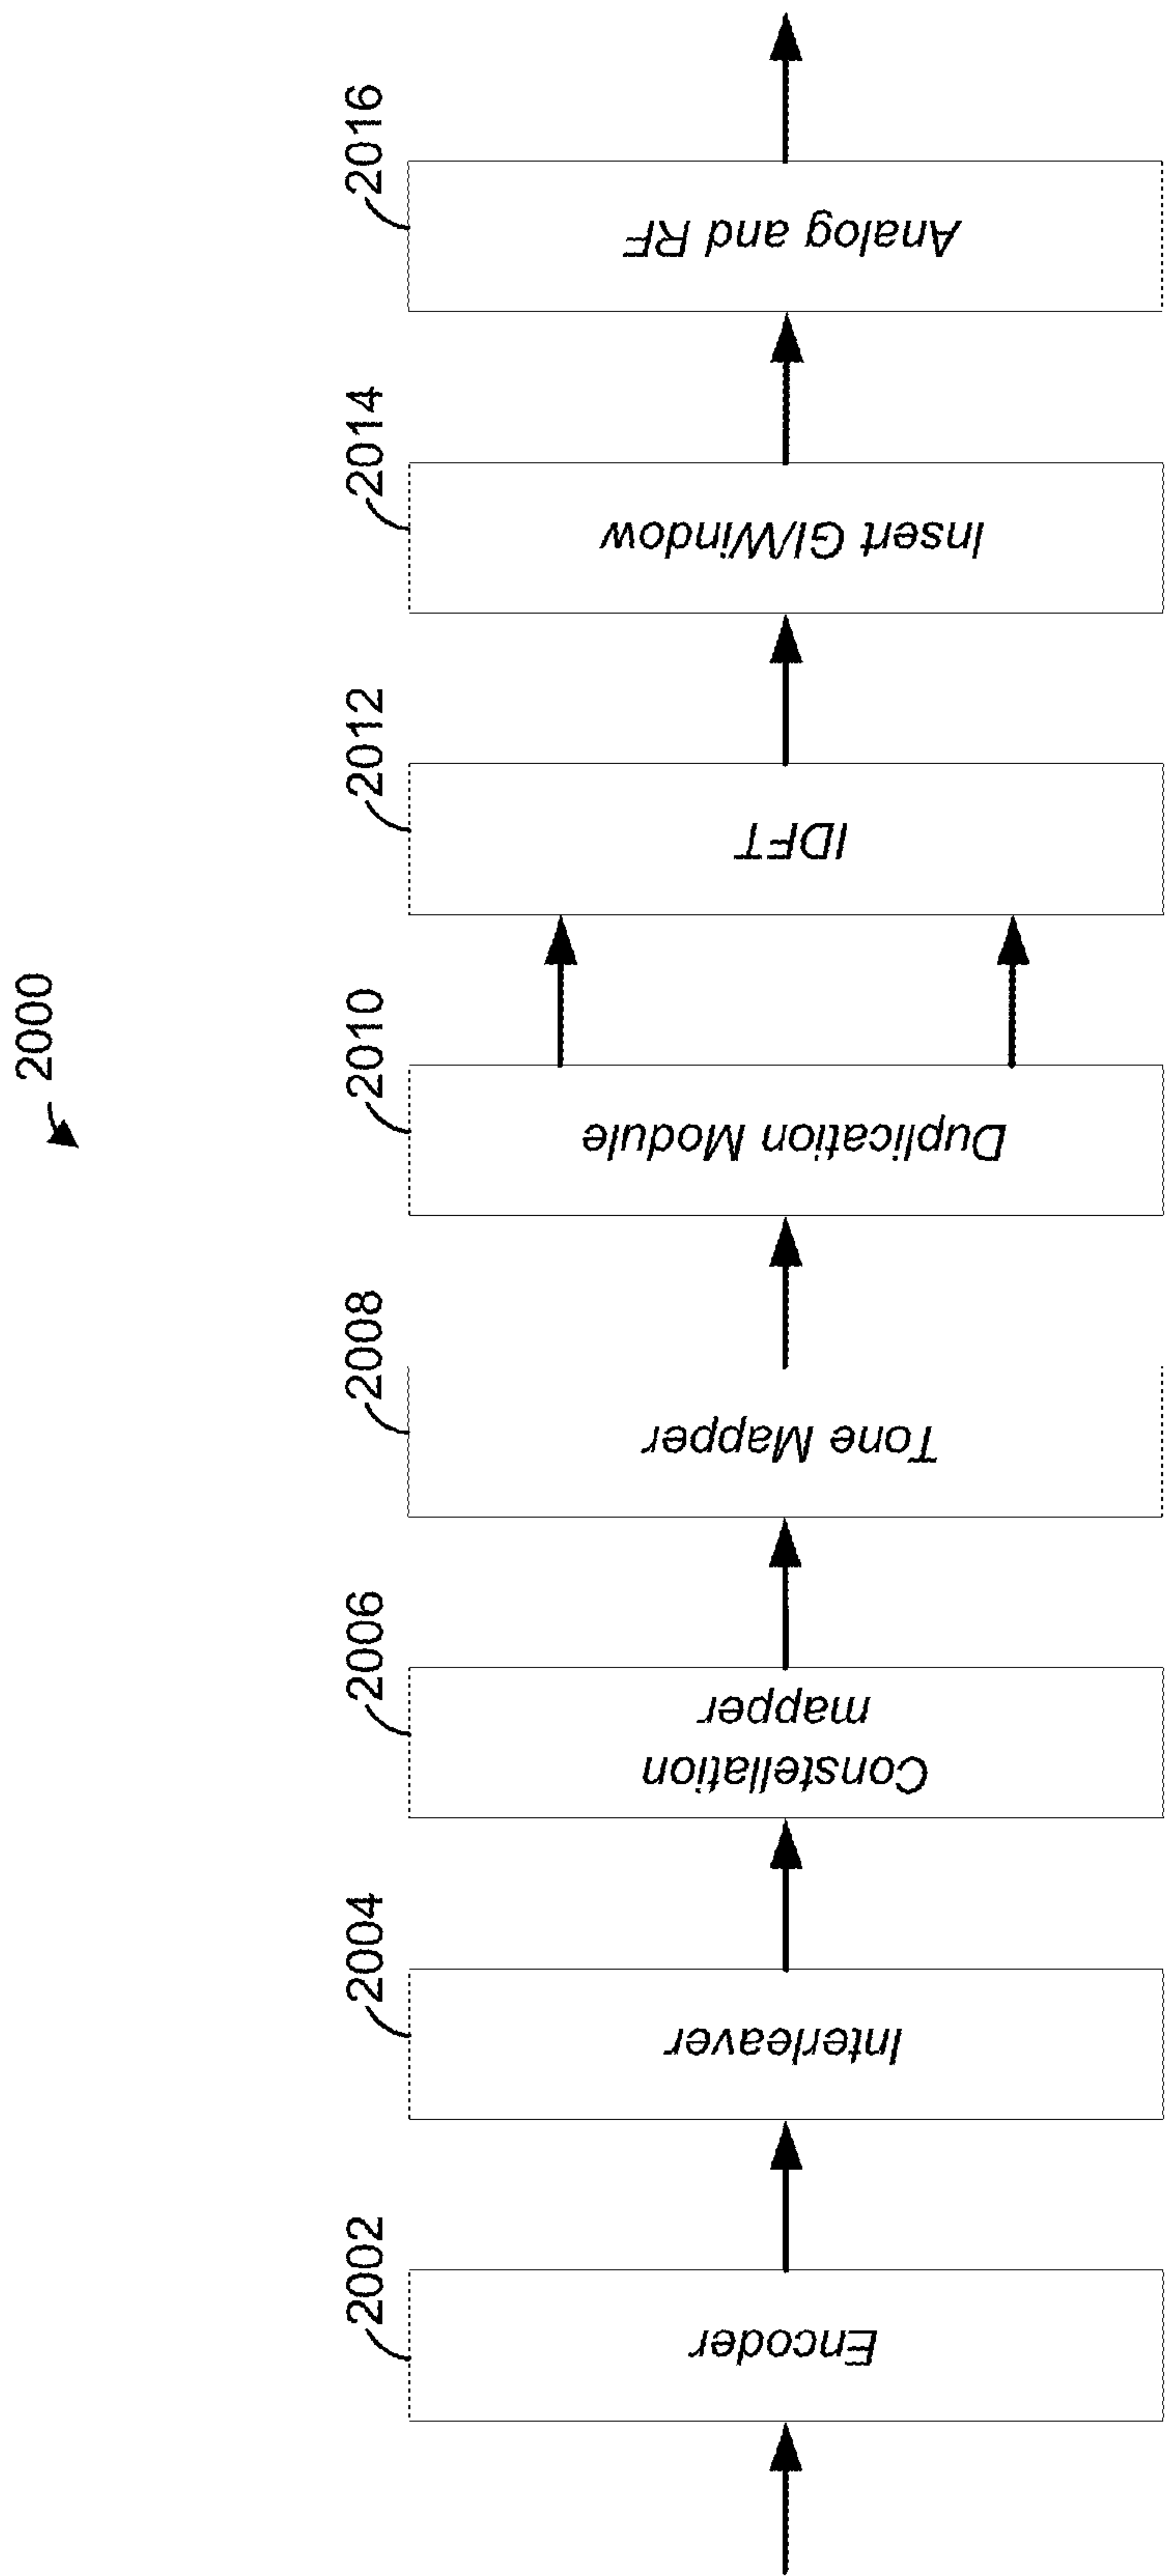 2000
2002
Encoder
2004
Interleaver
2006
Constellation
mapper
2008
Tone Mapper
2010
Duplication Module
2012
IDFT
2014
Insert GI/Window
2016
Analog and RF